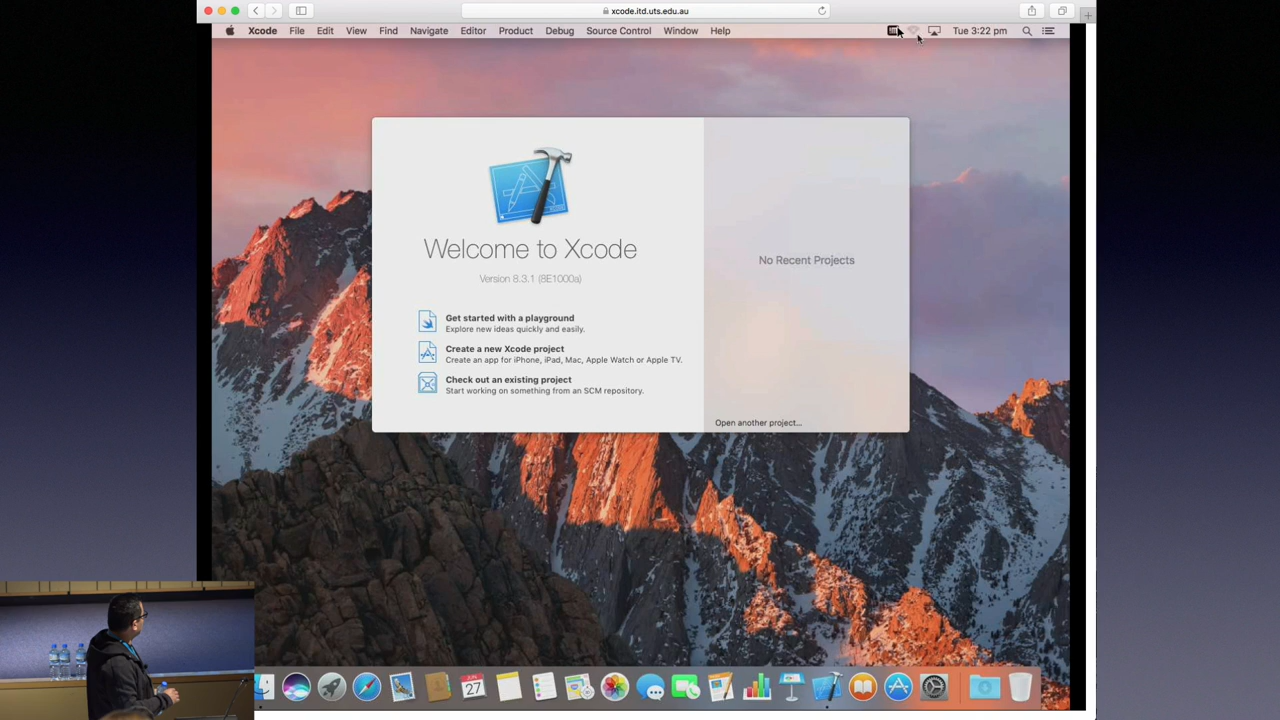 xcode.itd.uts.edu.au
Xcode File Edit View Find Navigate Editor Product Debug Source Control Window Help Tue 3:22 pm
Welcome to Xcode
Version 8.3.1 (8E1000a)
Get started with a playground
Explore new ideas quickly and easily.
Create a new Xcode project
Create an app for iPhone, iPad, Mac, Apple Watch or Apple TV.
Check out an existing project
Start working on something from an SCM repository.
No Recent Projects
Open another project...
JUN
27